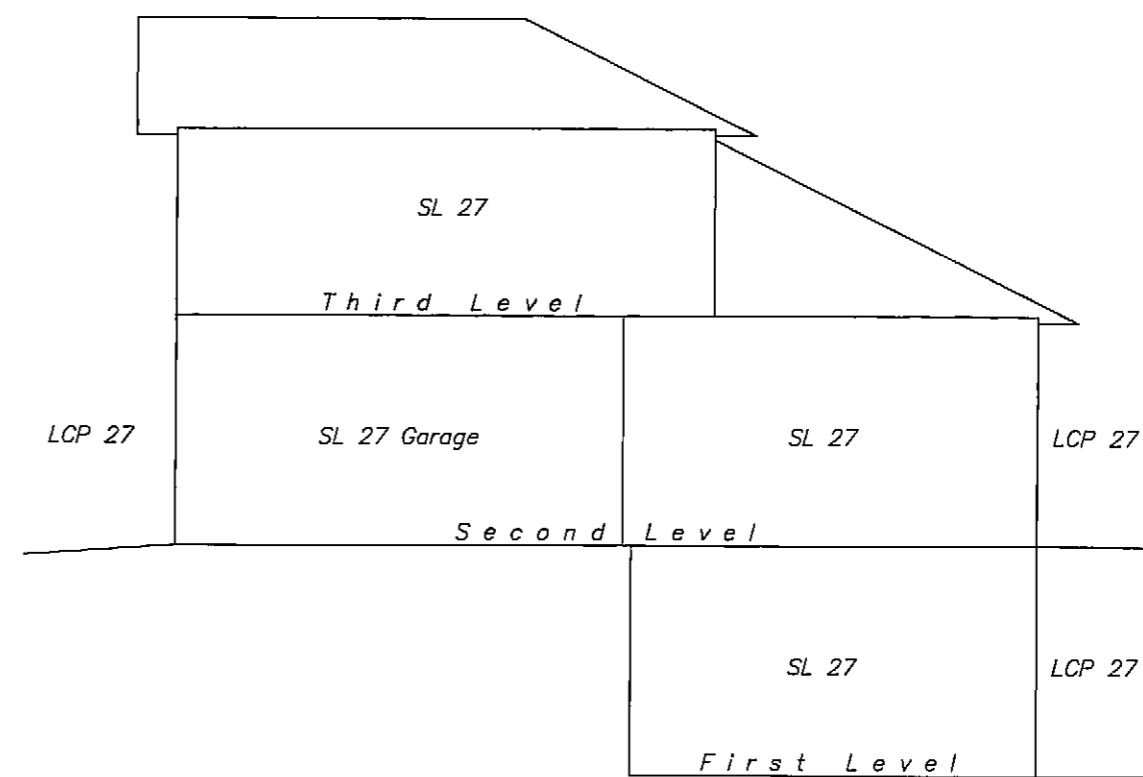 SL 27
Third Level
LCP 27
SL 27 Garage
SL 27
LCP 27
Second Level
SL 27
LCP 27
First Level